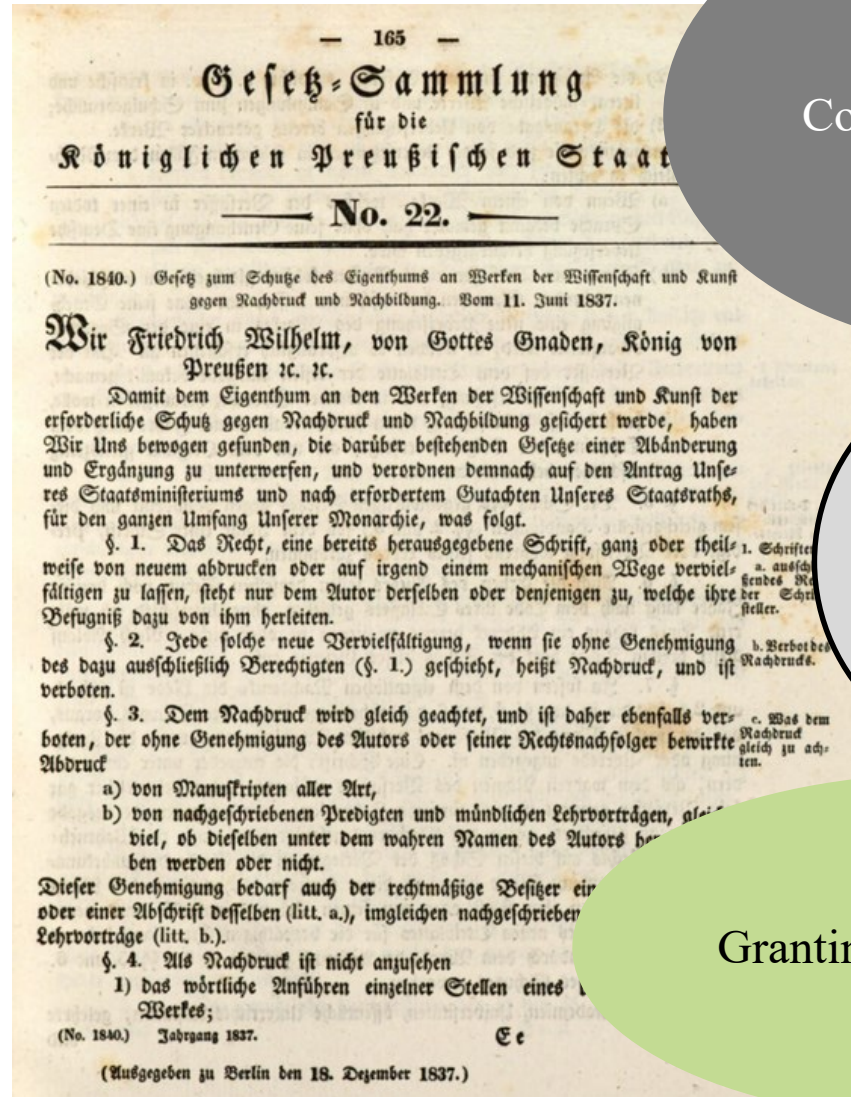 — 165 —
Gesetz-Sammlung
für die
Königlichen Preußischen Staat
No. 22.
(No. 1840.) Gesetz zum Schutze des Eigenthums an Werken der Wissenschaft und Kunst
gegen Nachdruck und Nachbildung. Vom 11. Juni 1837.
Wir Friedrich Wilhelm, von Gottes Gnaden, König von
Preußen ꝛc. ꝛc.
Damit dem Eigenthum an den Werken der Wissenschaft und Kunst der
erforderliche Schutz gegen Nachdruck und Nachbildung gesichert werde, haben
Wir Uns bewogen gefunden, die darüber bestehenden Gesetze einer Abänderung
und Ergänzung zu unterwerfen, und verordnen demnach auf den Antrag Unse-
res Staatsministeriums und nach erfordertem Gutachten Unseres Staatsraths,
für den ganzen Umfang Unserer Monarchie, was folgt.
§. 1. Das Recht, eine bereits herausgegebene Schrift, ganz oder theil-
weise von neuem abdrucken oder auf irgend einem mechanischen Wege verviel-
fältigen zu lassen, steht nur dem Autor derselben oder denjenigen zu, welche ihre
Befugniß dazu von ihm herleiten.
1. Schriften
a. aussch
ßendes Re
der Schri
steller.
§. 2. Jede solche neue Vervielfältigung, wenn sie ohne Genehmigung
des dazu ausschließlich Berechtigten (§. 1.) geschieht, heißt Nachdruck, und ist
verboten.
b. Verbot des
Nachdrucks.
§. 3. Dem Nachdruck wird gleich geachtet, und ist daher ebenfalls ver-
boten, der ohne Genehmigung des Autors oder seiner Rechtsnachfolger bewirkte
Abdruck
c. Was dem
Nachdruck
gleich zu ach-
ten.
a) von Manuskripten aller Art,
b) von nachgeschriebenen Predigten und mündlichen Lehrvorträgen,
viel, ob dieselben unter dem wahren Namen des Autors
ben werden oder nicht.
Dieser Genehmigung bedarf auch der rechtmäßige Besitzer ein
oder einer Abschrift desselben (litt. a.), imgleichen nachgeschrieben
Lehrvorträge (litt. b.).
§. 4. Als Nachdruck ist nicht anzusehen
1) das wörtliche Anführen einzelner Stellen eines
Werkes;
(No. 1840.) Jahrgang 1837. Ee
(Ausgegeben zu Berlin den 18. Dezember 1837.)
Co
Grantin